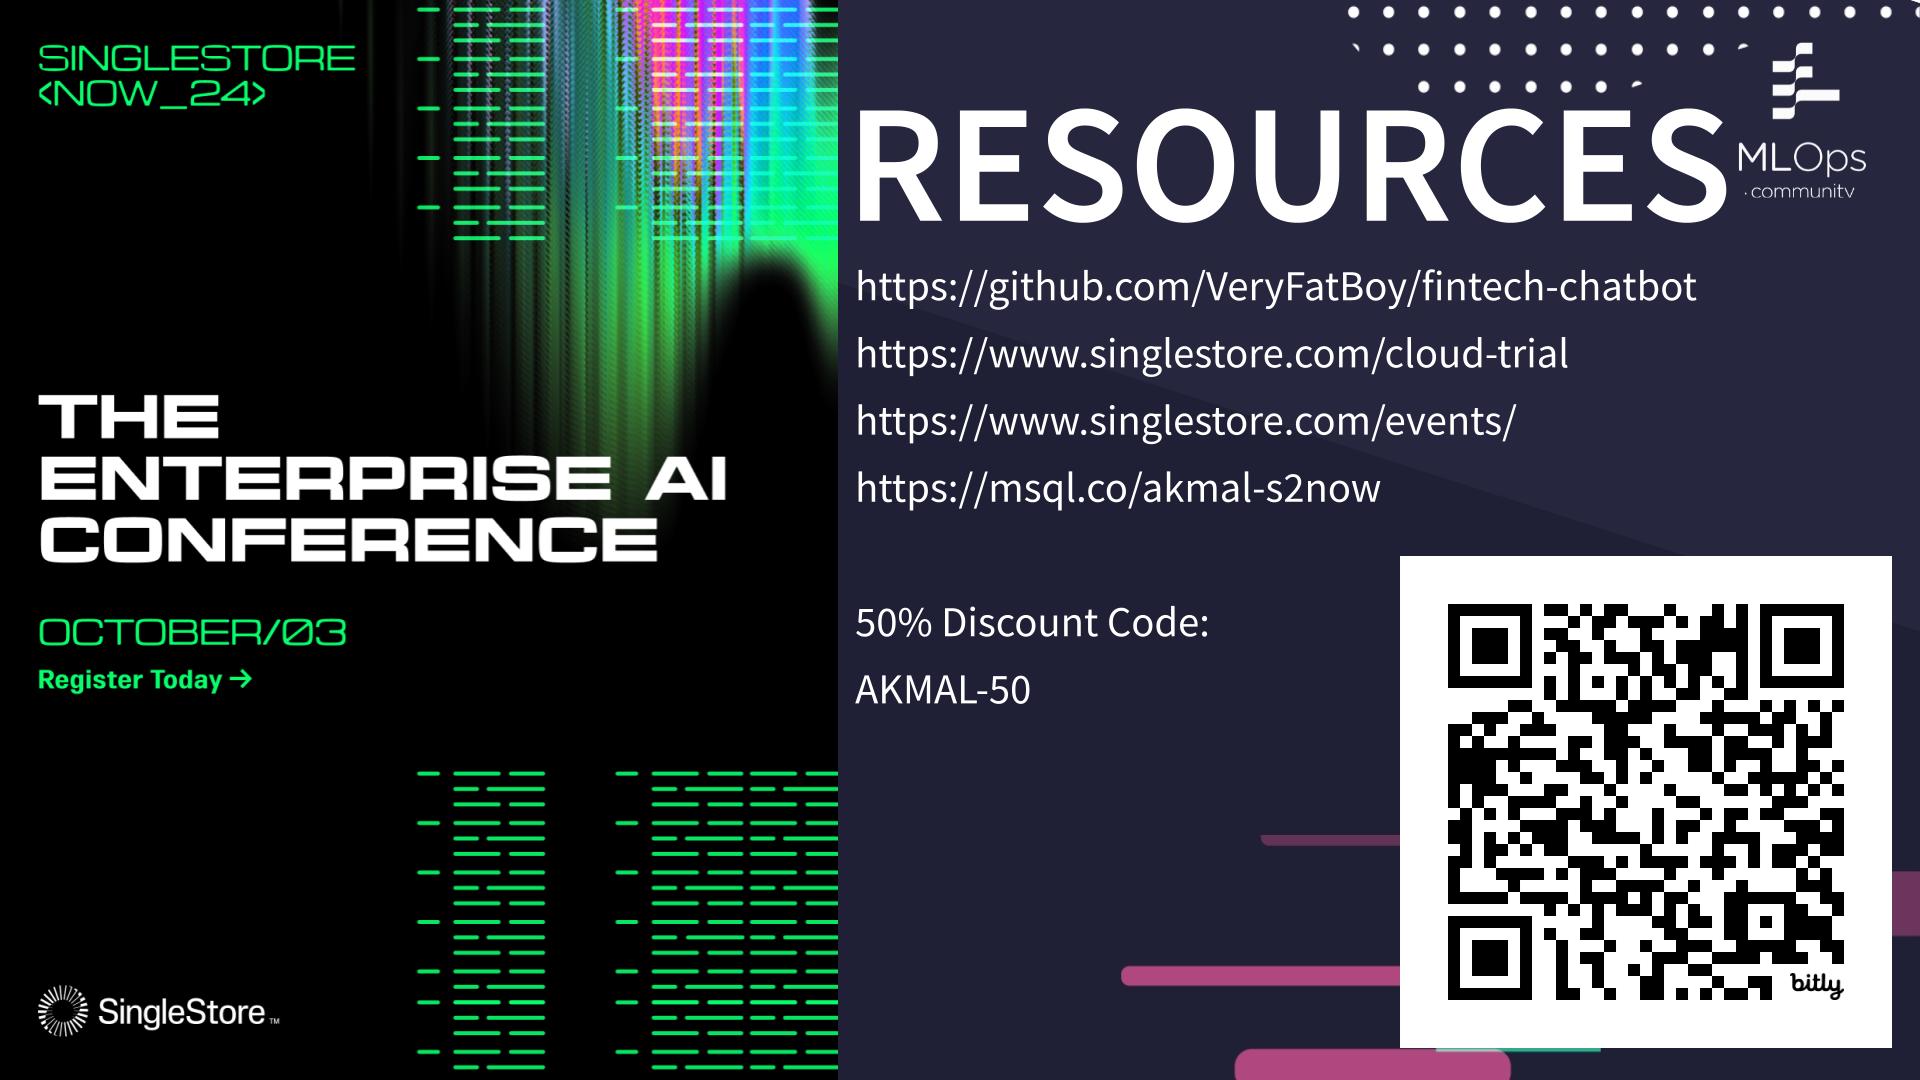 SINGLESTORE
<NOW_24>
THE
ENTERPRISE AI
CONFERENCE
OCTOBER/03
Register Today →
SingleStore™
RESOURCES
MLOps
community
https://github.com/VeryFatBoy/fintech-chatbot
https://www.singlestore.com/cloud-trial
https://www.singlestore.com/events/
https://msql.co/akmal-s2now
50% Discount Code:
AKMAL-50
bitly